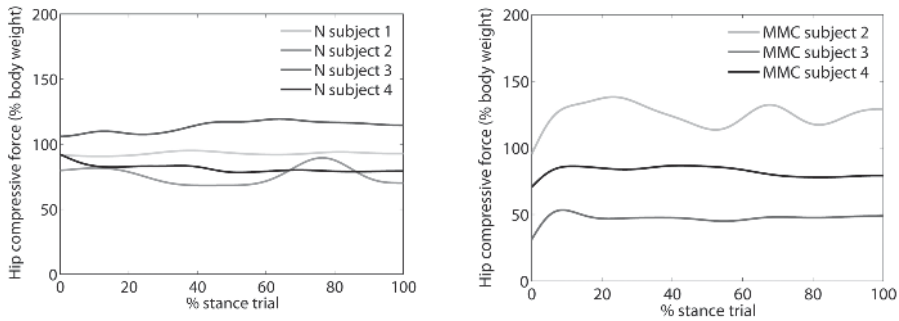 Hip compressive force (% body weight)
200
150
100
50
0
N subject 1
N subject 2
N subject 3
N subject 4
0 20 40 60 80 100
% stance trial
Hip compressive force (% body weight)
200
150
100
50
0
MMC subject 2
MMC subject 3
MMC subject 4
0 20 40 60 80 100
% stance trial